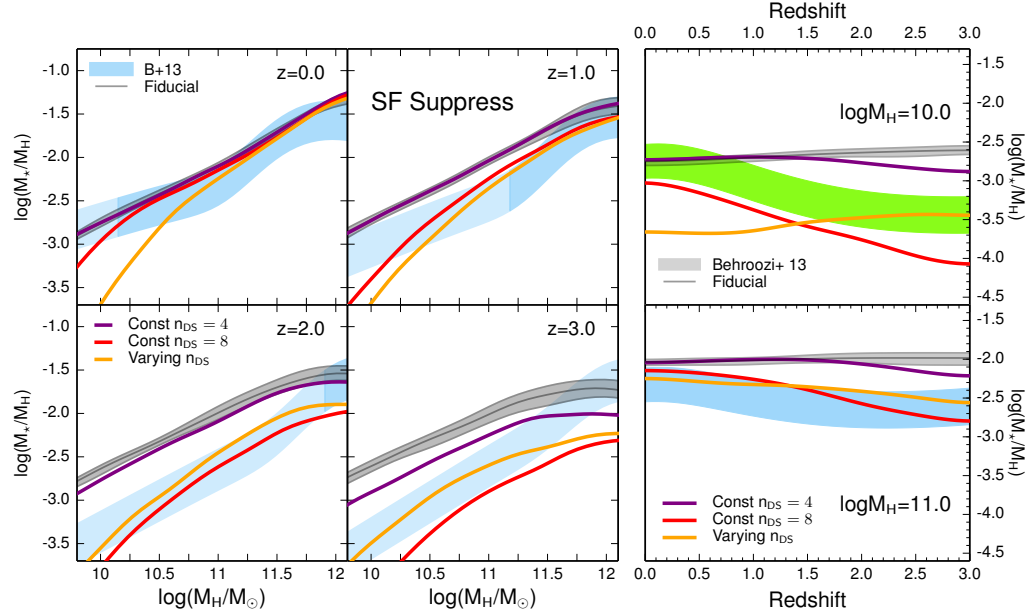 Redshift
0.0 0.5 1.0 1.5 2.0 2.5 3.0
B+13
Fiducial
z=0.0
SF Suppress
z=1.0
-1.0
-1.5
-2.0
-2.5
-3.0
-3.5
log(M⋆/M_H)
logM_H=10.0
Behroozi+ 13
Fiducial
-1.5
-2.0
-2.5
-3.0
-3.5
-4.0
-4.5
log(M⋆/M_H)
Const n_DS = 4
Const n_DS = 8
Varying n_DS
z=2.0
z=3.0
-1.0
-1.5
-2.0
-2.5
-3.0
-3.5
log(M⋆/M_H)
10 10.5 11 11.5 12
log(M_H/M⊙)
10 10.5 11 11.5 12
log(M_H/M⊙)
Const n_DS = 4
Const n_DS = 8
Varying n_DS
logM_H=11.0
-1.5
-2.0
-2.5
-3.0
-3.5
-4.0
-4.5
log(M⋆/M_H)
0.0 0.5 1.0 1.5 2.0 2.5 3.0
Redshift